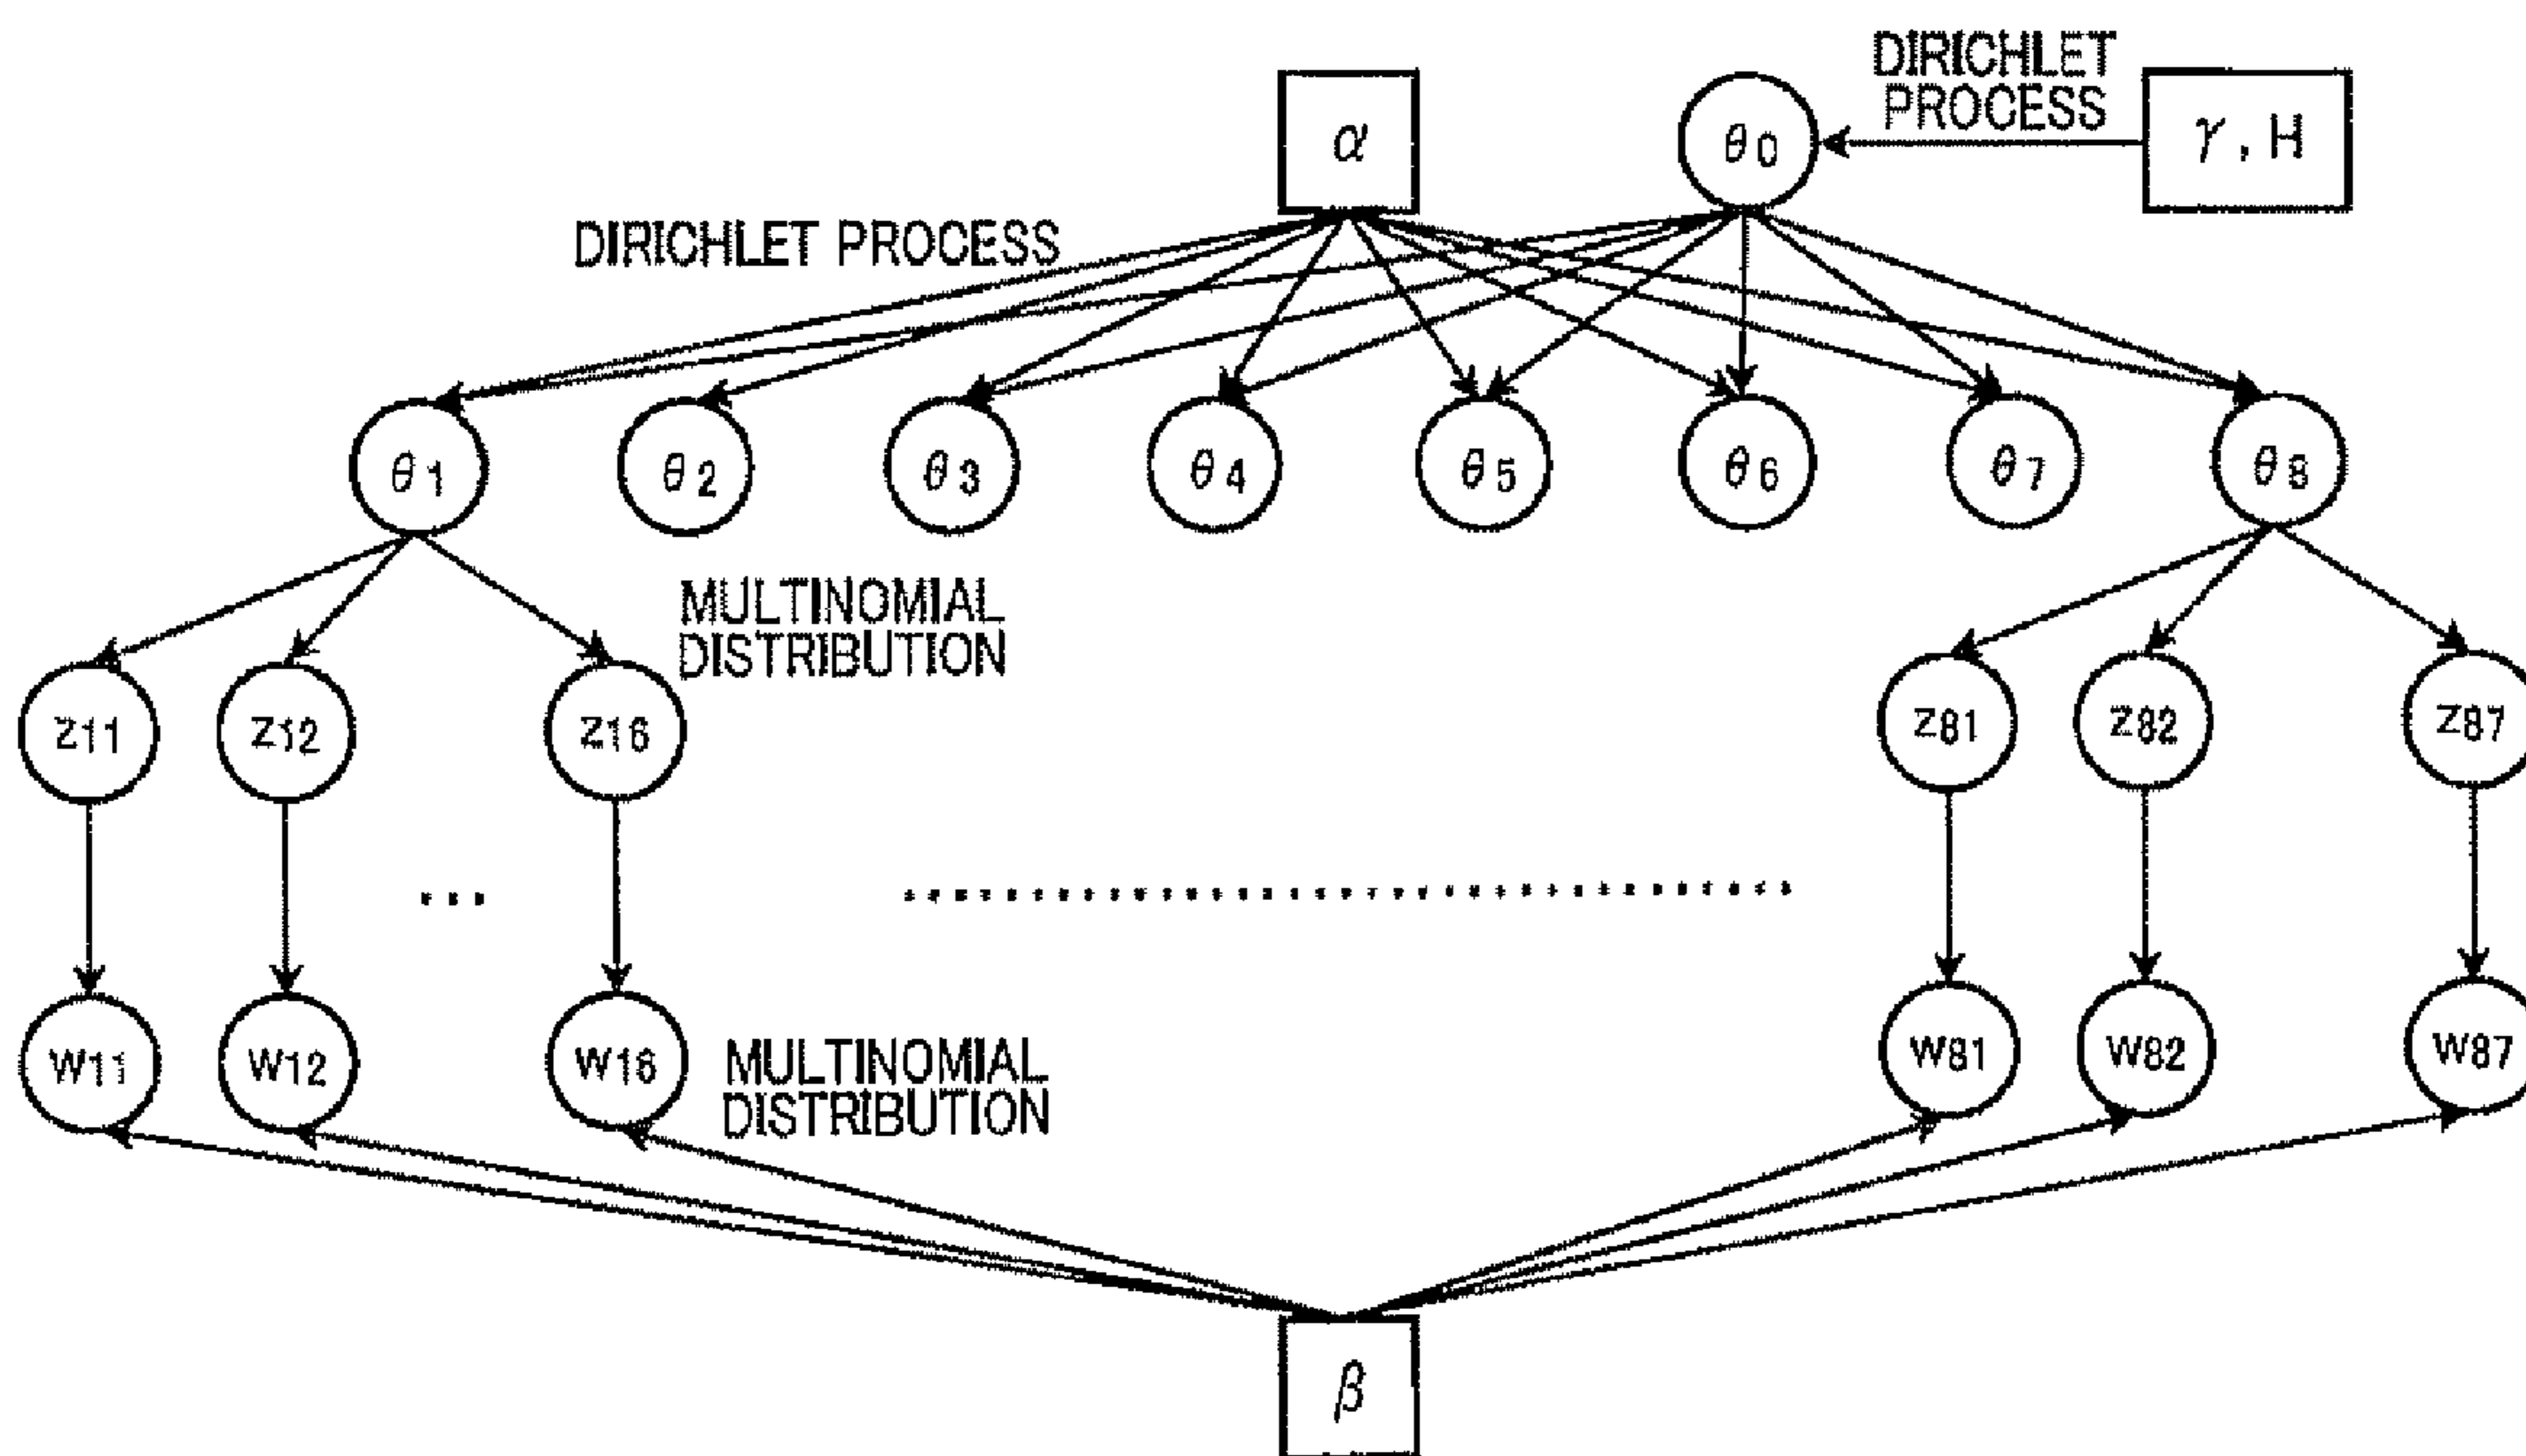 DIRICHLET
PROCESS
α
θ0
γ, H
DIRICHLET PROCESS
θ1 θ2 θ3 θ4 θ5 θ6 θ7 θ8
MULTINOMIAL
DISTRIBUTION
z11 z12 z16 z81 z82 z87
...
w11 w12 w16 w81 w82 w87
MULTINOMIAL
DISTRIBUTION
β